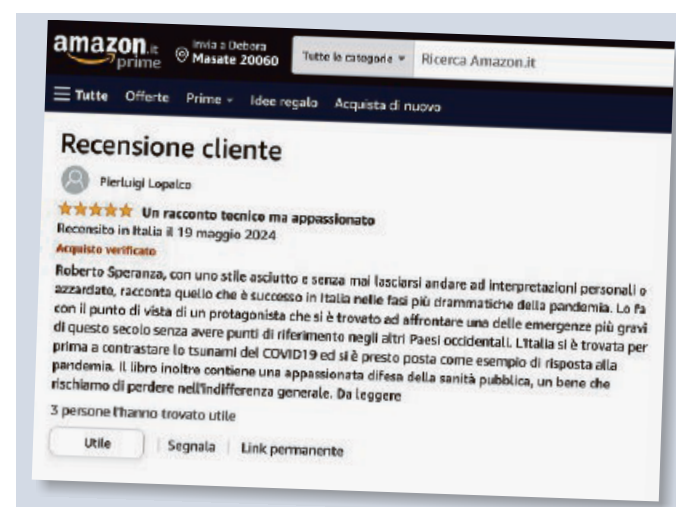 amazon.it
prime
Invia a Debora
Masate 20060
Tutte le categorie
Ricerca Amazon.it
Tutte Offerte Prime Idee regalo Acquista di nuovo
Recensione cliente
Pierluigi Lopalco
Un racconto tecnico ma appassionato
Recensito in Italia il 19 maggio 2024
Acquisto verificato
Roberto Speranza, con uno stile asciutto e senza mai lasciarsi andare ad interpretazioni personali o
azzardate, racconta quello che è successo in Italia nelle fasi più drammatiche della pandemia. Lo fa
con il punto di vista di un protagonista che si è trovato ad affrontare una delle emergenze più gravi
di questo secolo senza avere punti di riferimento negli altri Paesi occidentali. L'Italia si è trovata per
prima a contrastare lo tsunami del COVID19 ed si è presto posta come esempio di risposta alla
pandemia. Il libro inoltre contiene una appassionata difesa della sanità pubblica, un bene che
rischiamo di perdere nell'indifferenza generale. Da leggere
3 persone l'hanno trovato utile
Utile Segnala Link permanente